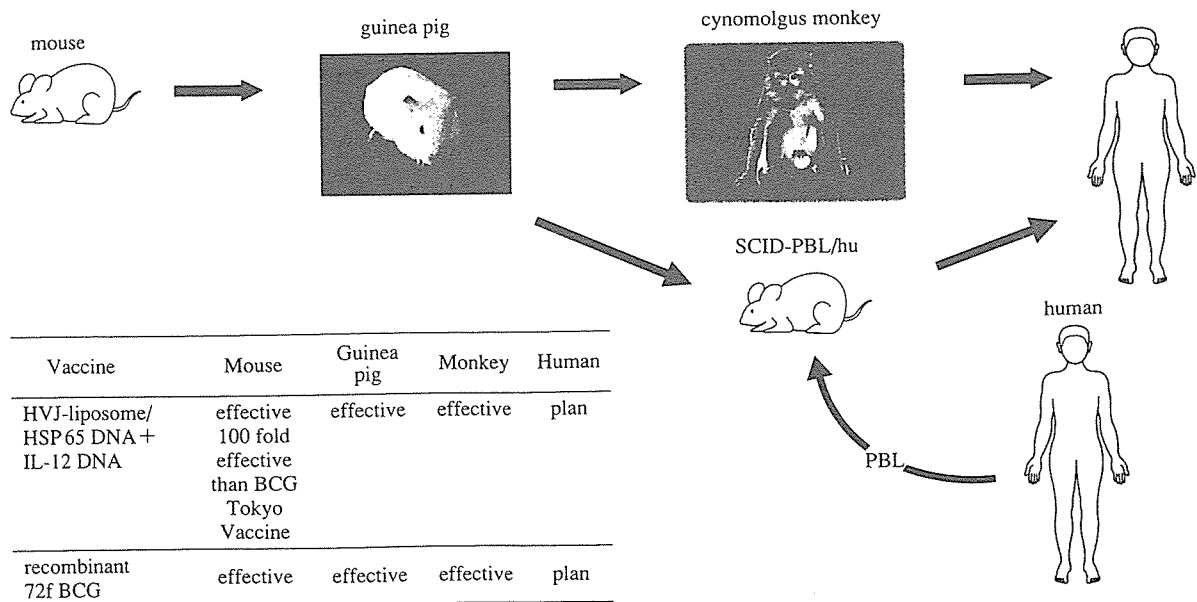 mouse
guinea pig
cynomolgus monkey
SCID-PBL/hu
human
PBL
Vaccine Mouse Guinea pig Monkey Human
HVJ-liposome/ effective effective effective plan
HSP65 DNA+ 100 fold
IL-12 DNA effective
than BCG
Tokyo
Vaccine
recombinant
72f BCG effective effective effective plan